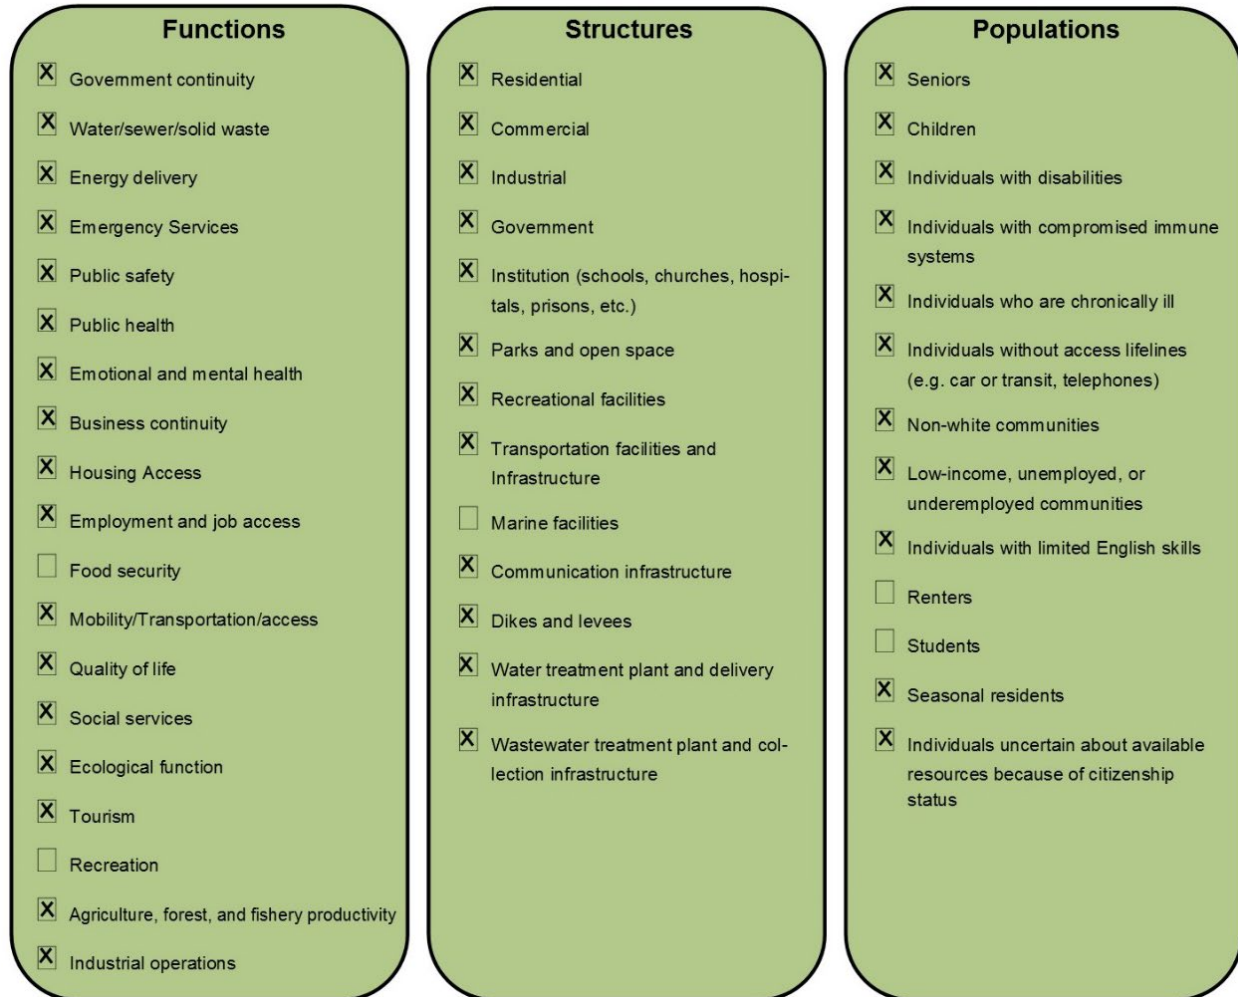 Functions
Government continuity
Water/sewer/solid waste
Energy delivery
Emergency Services
Public safety
Public health
Emotional and mental health
Business continuity
Housing Access
Employment and job access
Food security
Mobility/Transportation/access
Quality of life
Social services
Ecological function
Tourism
Recreation
Agriculture, forest, and fishery productivity
Industrial operations
Structures
Residential
Commercial
Industrial
Government
Institution (schools, churches, hospi-
tals, prisons, etc.)
Parks and open space
Recreational facilities
Transportation facilities and
Infrastructure
Marine facilities
Communication infrastructure
Dikes and levees
Water treatment plant and delivery
infrastructure
Wastewater treatment plant and col-
lection infrastructure
Populations
Seniors
Children
Individuals with disabilities
Individuals with compromised immune
systems
Individuals who are chronically ill
Individuals without access lifelines
(e.g. car or transit, telephones)
Non-white communities
Low-income, unemployed, or
underemployed communities
Individuals with limited English skills
Renters
Students
Seasonal residents
Individuals uncertain about available
resources because of citizenship
status